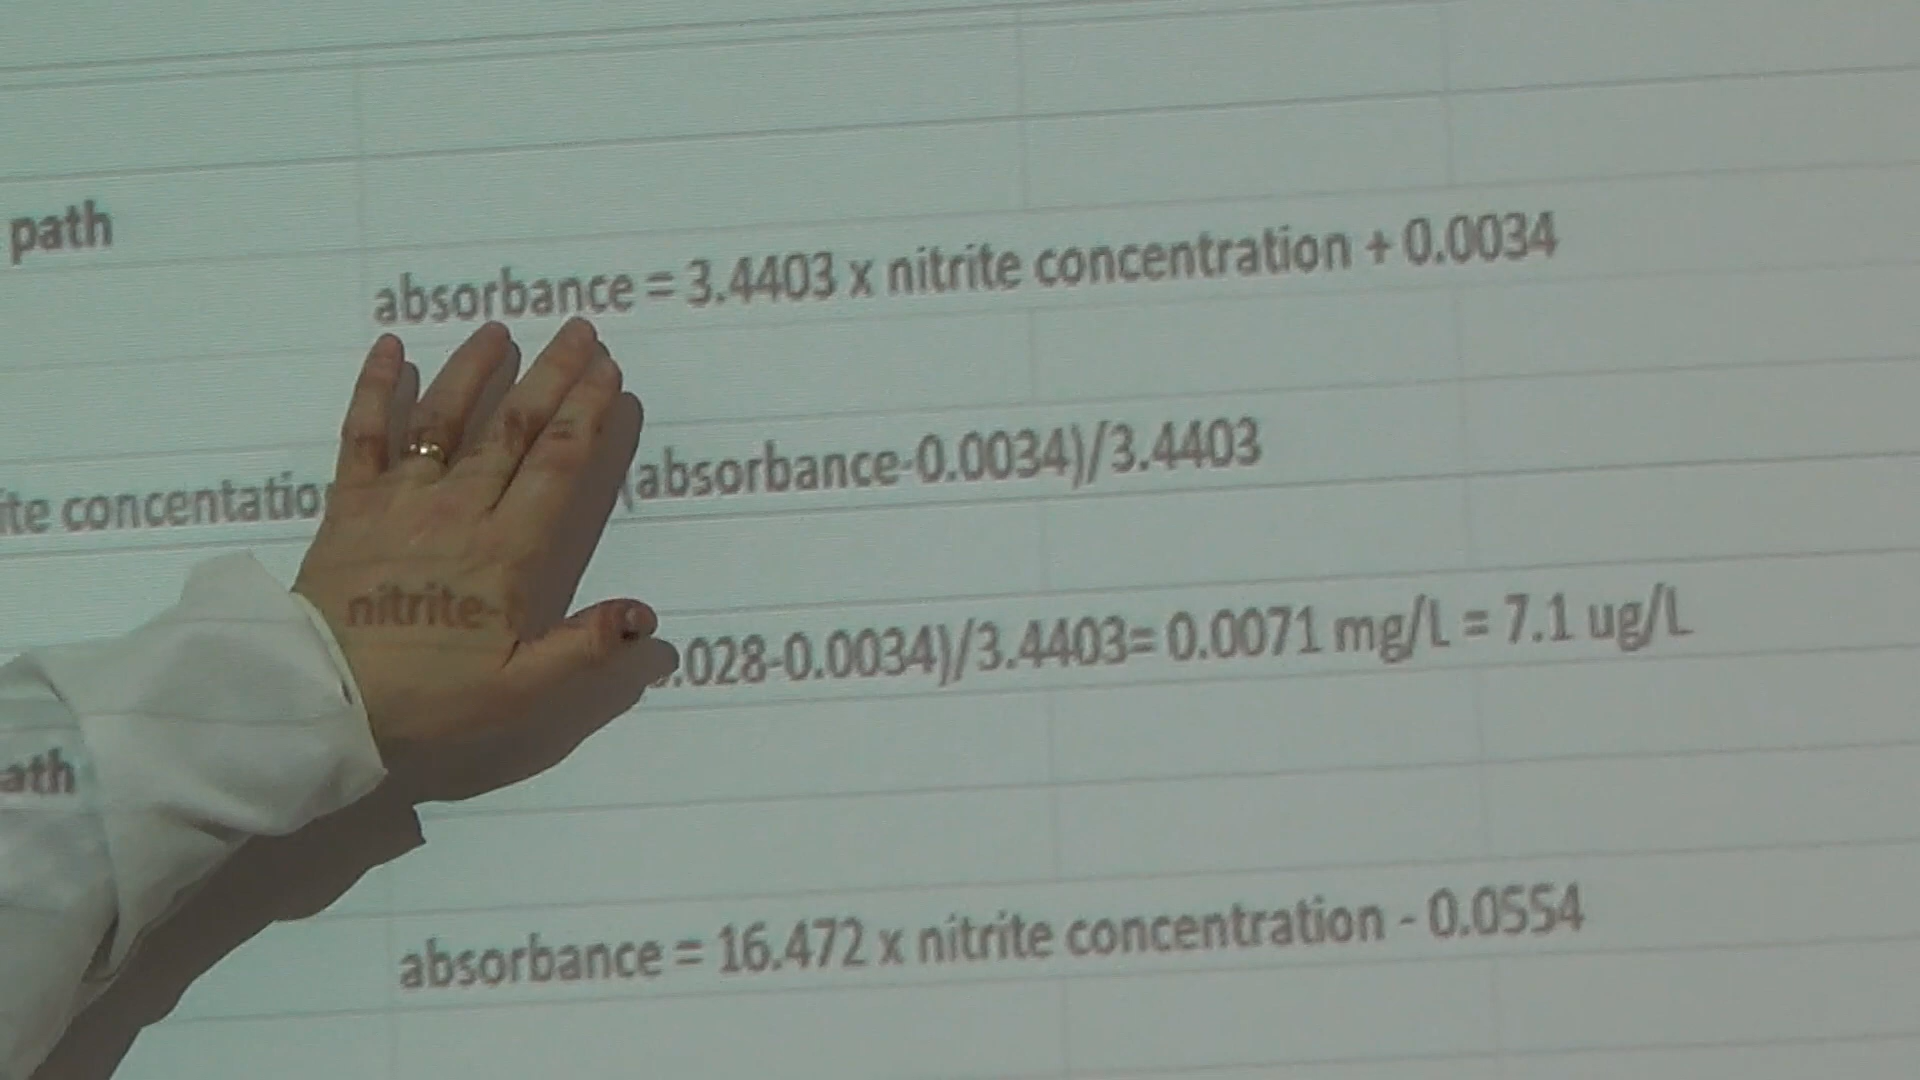 path
absorbance = 3.4403 x nitrite concentration + 0.0034
ite concentatio (absorbance-0.0034)/3.4403
nitrite- .028-0.0034)/3.4403= 0.0071 mg/L = 7.1 ug/L
ath
absorbance = 16.472 x nitrite concentration - 0.0554